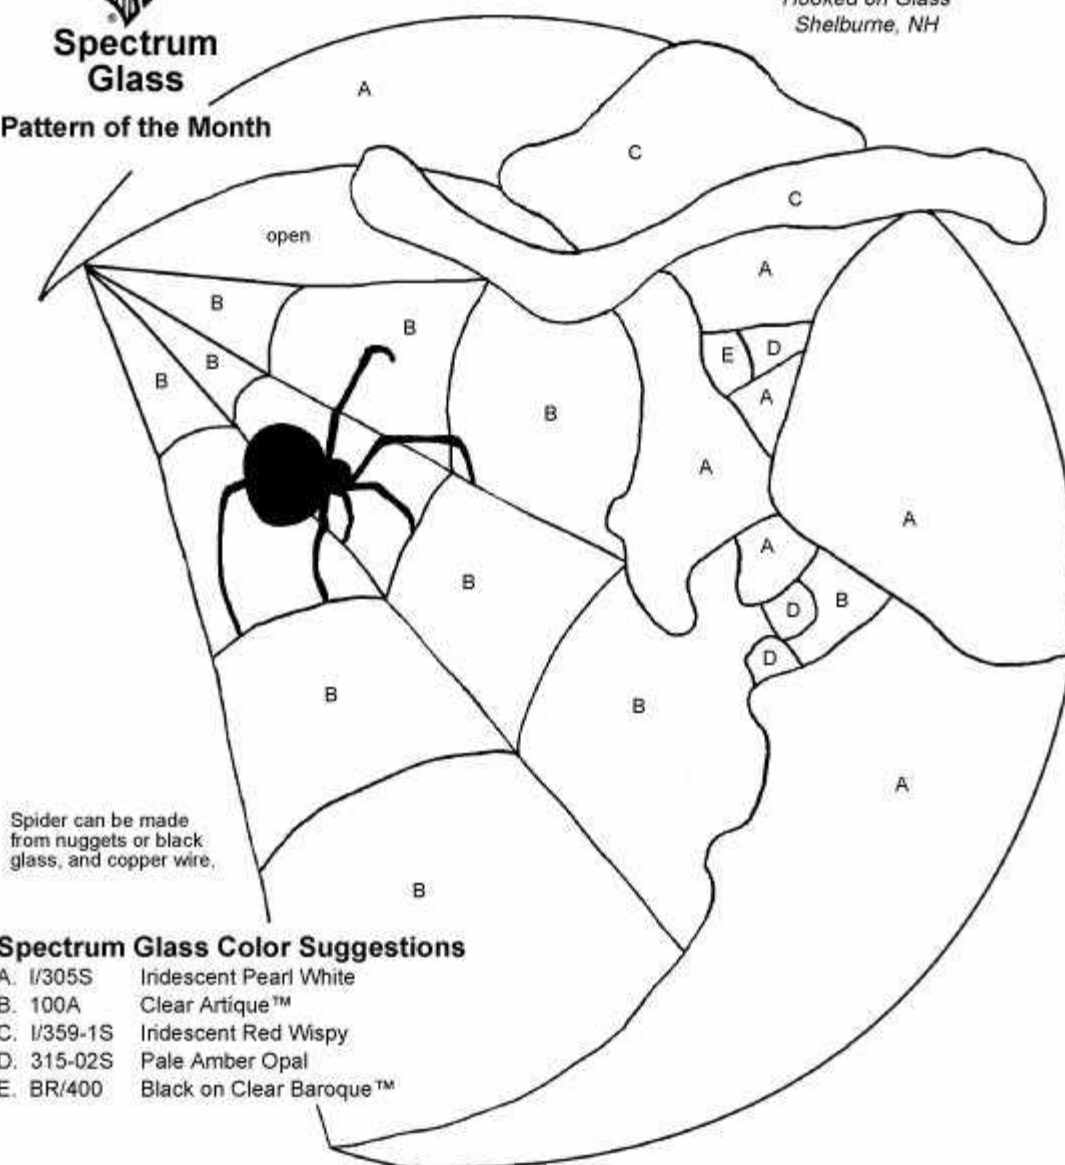 Hooked on Glass
Shelburne, NH
®
Spectrum
Glass
Pattern of the Month
A
C
C
open
A
B
B
E
D
B
B
A
B
A
A
A
B
D
B
D
B
B
A
Spider can be made
from nuggets or black
glass, and copper wire,
B
Spectrum Glass Color Suggestions
A. I/305S Iridescent Pearl White
B. 100A Clear Artique™
C. I/359-1S Iridescent Red Wispy
D. 315-02S Pale Amber Opal
E. BR/400 Black on Clear Baroque™